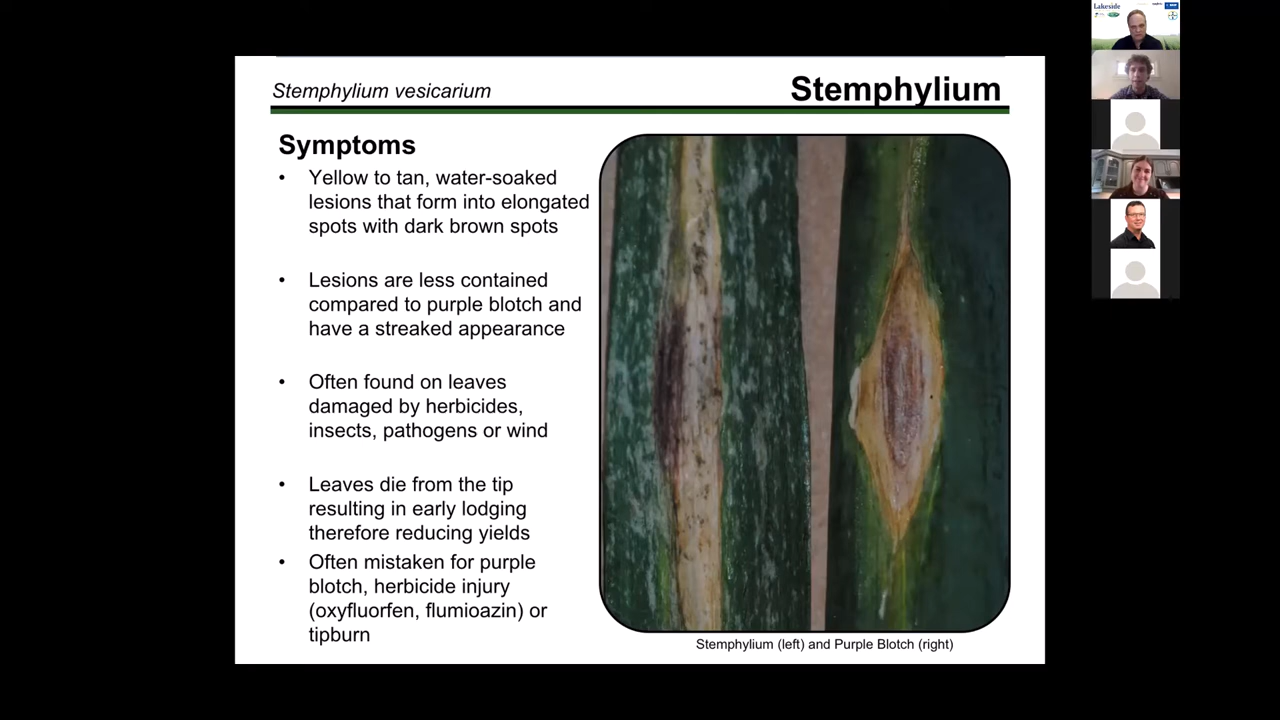 Stemphylium vesicarium
Stemphylium
Symptoms
• Yellow to tan, water-soaked
lesions that form into elongated
spots with dark brown spots
• Lesions are less contained
compared to purple blotch and
have a streaked appearance
• Often found on leaves
damaged by herbicides,
insects, pathogens or wind
• Leaves die from the tip
resulting in early lodging
therefore reducing yields
• Often mistaken for purple
blotch, herbicide injury
(oxyfluorfen, flumioazin) or
tipburn
Stemphylium (left) and Purple Blotch (right)
Lakeside